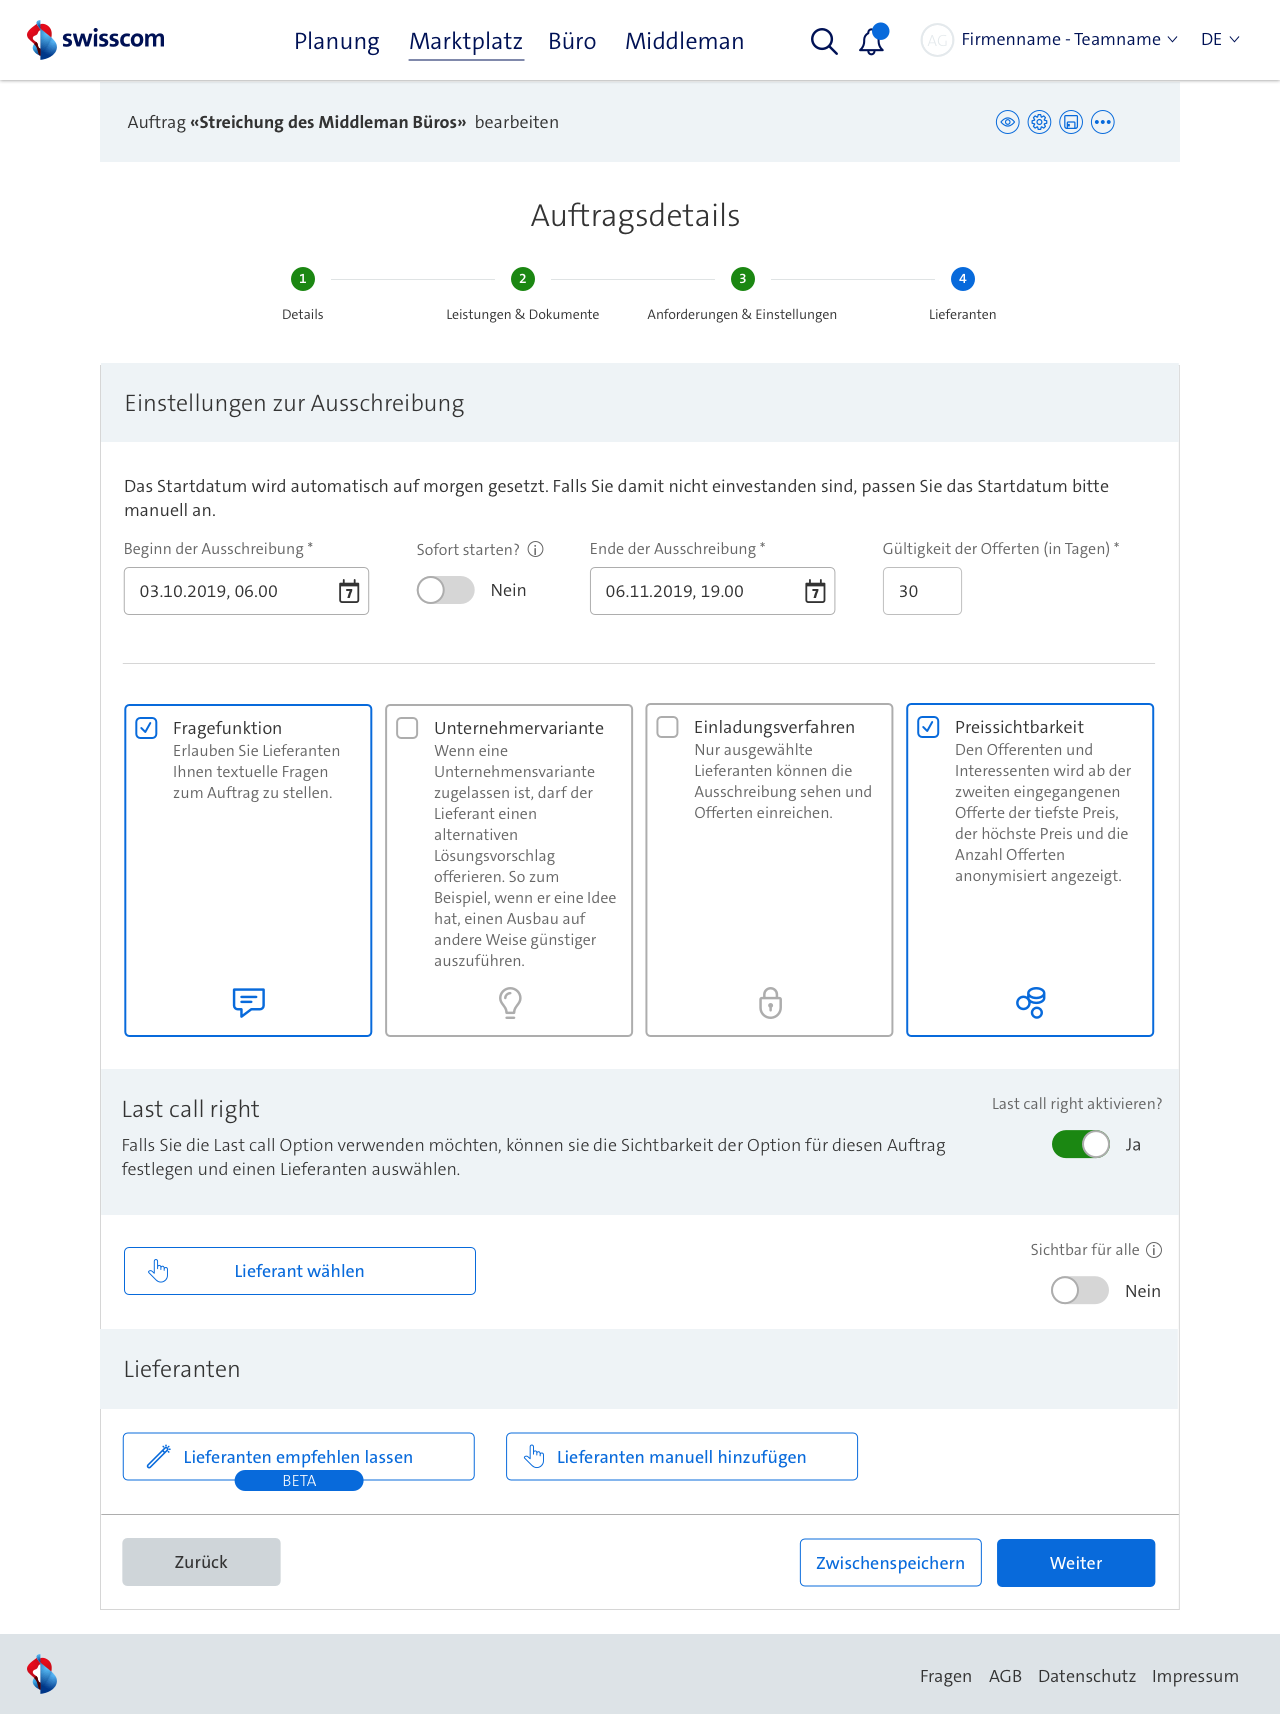 swisscom
Planung Marktplatz Büro Middleman
AG Firmenname - Teamname DE
Auftrag «Streichung des Middleman Büros» bearbeiten
Auftragsdetails
1 2 3 4
Details Leistungen & Dokumente Anforderungen & Einstellungen Lieferanten
Einstellungen zur Ausschreibung
Das Startdatum wird automatisch auf morgen gesetzt. Falls Sie damit nicht einvestanden sind, passen Sie das Startdatum bitte
manuell an.
Beginn der Ausschreibung *
03.10.2019, 06.00
7
Sofort starten?
Nein
Ende der Ausschreibung *
06.11.2019, 19.00
7
Gültigkeit der Offerten (in Tagen) *
30
Fragefunktion
Erlauben Sie Lieferanten
Ihnen textuelle Fragen
zum Auftrag zu stellen.
Unternehmervariante
Wenn eine
Unternehmensvariante
zugelassen ist, darf der
Lieferant einen
alternativen
Lösungsvorschlag
offerieren. So zum
Beispiel, wenn er eine Idee
hat, einen Ausbau auf
andere Weise günstiger
auszuführen.
Einladungsverfahren
Nur ausgewählte
Lieferanten können die
Ausschreibung sehen und
Offerten einreichen.
Preissichtbarkeit
Den Offerenten und
Interessenten wird ab der
zweiten eingegangenen
Offerte der tiefste Preis,
der höchste Preis und die
Anzahl Offerten
anonymisiert angezeigt.
Last call right
Falls Sie die Last call Option verwenden möchten, können sie die Sichtbarkeit der Option für diesen Auftrag
festlegen und einen Lieferanten auswählen.
Last call right aktivieren?
Ja
Lieferant wählen
Sichtbar für alle
Nein
Lieferanten
Lieferanten empfehlen lassen
BETA
Lieferanten manuell hinzufügen
Zurück
Zwischenspeichern
Weiter
Fragen AGB Datenschutz Impressum